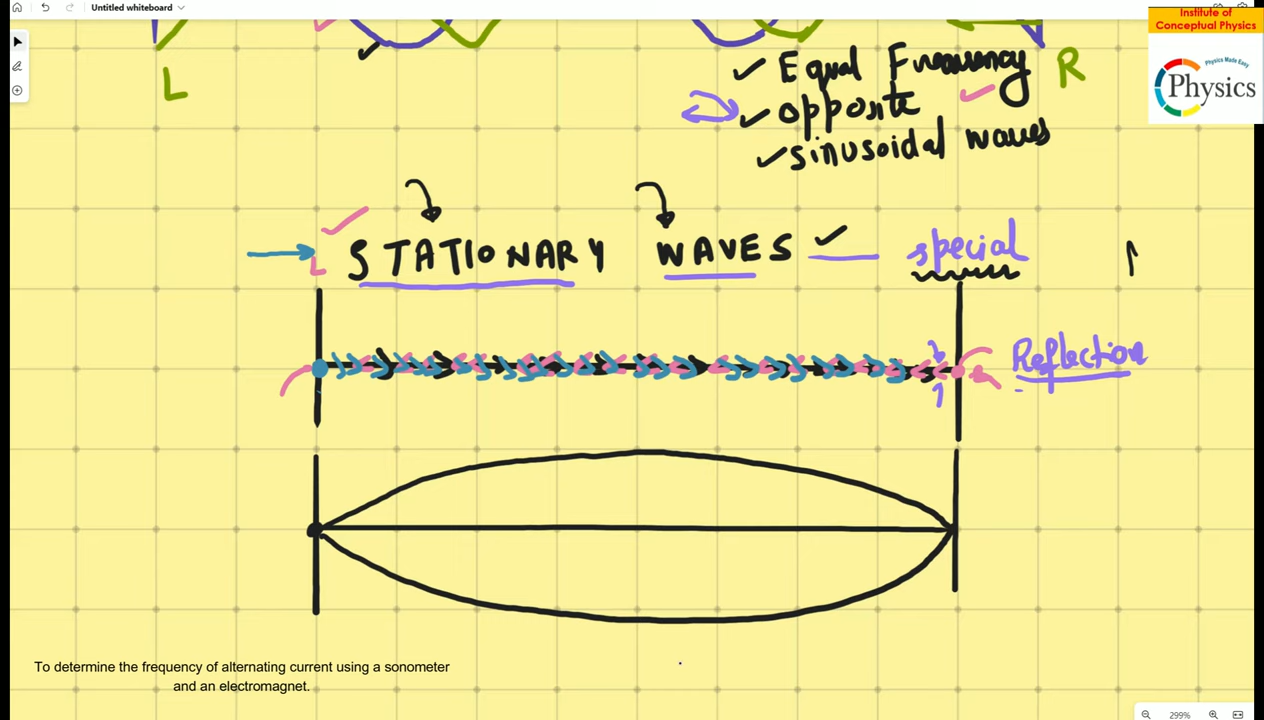 Untitled whiteboard
Institute of
Conceptual Physics
Physics Made Easy
Physics
L
R
Equal Frequency
opposite
sinusoidal waves
L
STATIONARY WAVES special
Reflection
To determine the frequency of alternating current using a sonometer
and an electromagnet.
299%